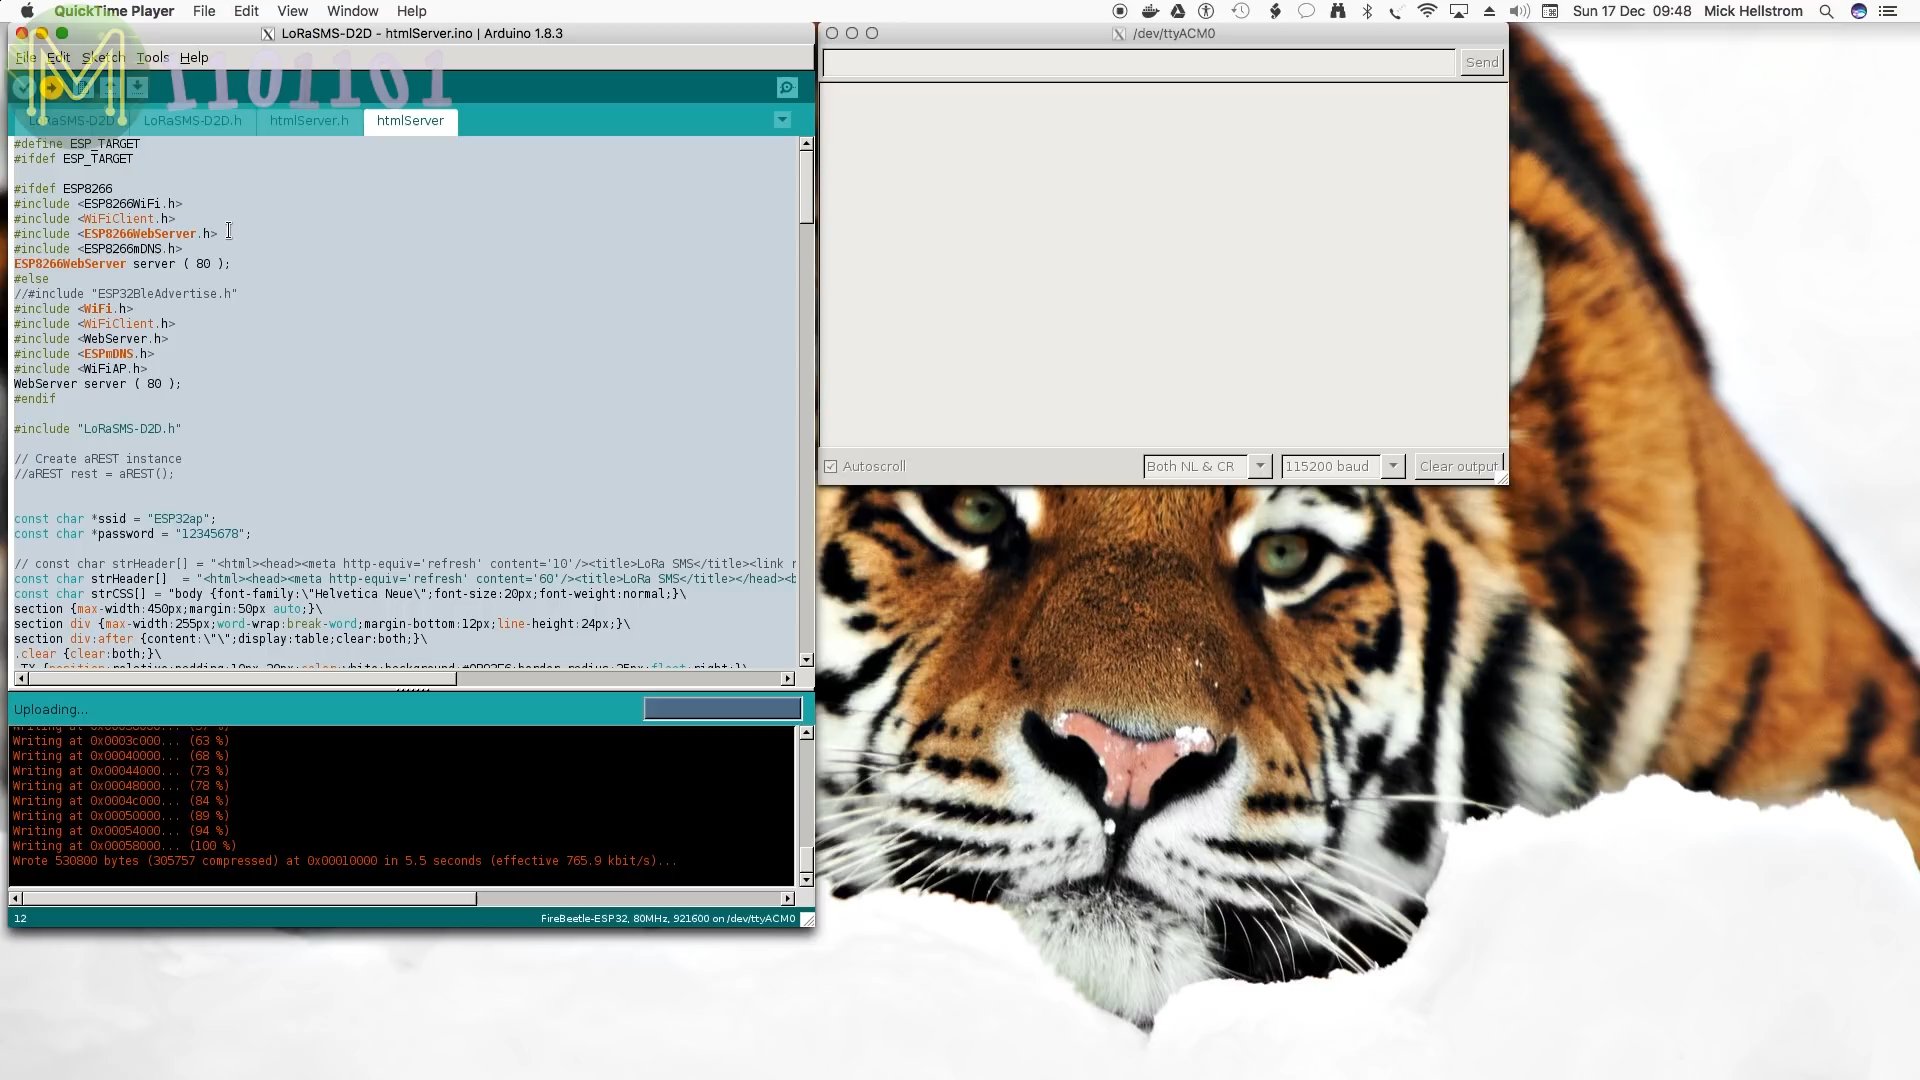 QuickTime Player File Edit View Window Help Sun 17 Dec 09:48 Mick Hellstrom
LoRaSMS-D2D - htmlServer.ino | Arduino 1.8.3
File Edit Sketch Tools Help
M 1101101
LoRaSMS-D2D LoRaSMS-D2D.h htmlServer.h htmlServer
#define ESP_TARGET
#ifdef ESP_TARGET
#ifdef ESP8266
#include <ESP8266WiFi.h>
#include <WiFiClient.h>
#include <ESP8266WebServer.h>
#include <ESP8266mDNS.h>
ESP8266WebServer server ( 80 );
#else
//#include "ESP32BleAdvertise.h"
#include <WiFi.h>
#include <WiFiClient.h>
#include <WebServer.h>
#include <ESPmDNS.h>
#include <WiFiAP.h>
WebServer server ( 80 );
#endif
#include "LoRaSMS-D2D.h"
// Create aREST instance
//aREST rest = aREST();
const char *ssid = "ESP32ap";
const char *password = "12345678";
// const char strHeader[] = "<html><head><meta http-equiv='refresh' content='10'/><title>LoRa SMS</title><link r
const char strHeader[]  = "<html><head><meta http-equiv='refresh' content='60'/><title>LoRa SMS</title></head><b
const char strCSS[] = "body {font-family:\"Helvetica Neue\";font-size:20px;font-weight:normal;}\
section {max-width:450px;margin:50px auto;}\
section div {max-width:255px;word-wrap:break-word;margin-bottom:12px;line-height:24px;}\
section div:after {content:\"\";display:table;clear:both;}\
.clear {clear:both;}\
Uploading...
Writing at 0x0003c000... (63 %)
Writing at 0x00040000... (68 %)
Writing at 0x00044000... (73 %)
Writing at 0x00048000... (78 %)
Writing at 0x0004c000... (84 %)
Writing at 0x00050000... (89 %)
Writing at 0x00054000... (94 %)
Writing at 0x00058000... (100 %)
Wrote 530800 bytes (305757 compressed) at 0x00010000 in 5.5 seconds (effective 765.9 kbit/s)...
12 FireBeetle-ESP32, 80MHz, 921600 on /dev/ttyACM0
/dev/ttyACM0
Send
Autoscroll Both NL & CR 115200 baud Clear output